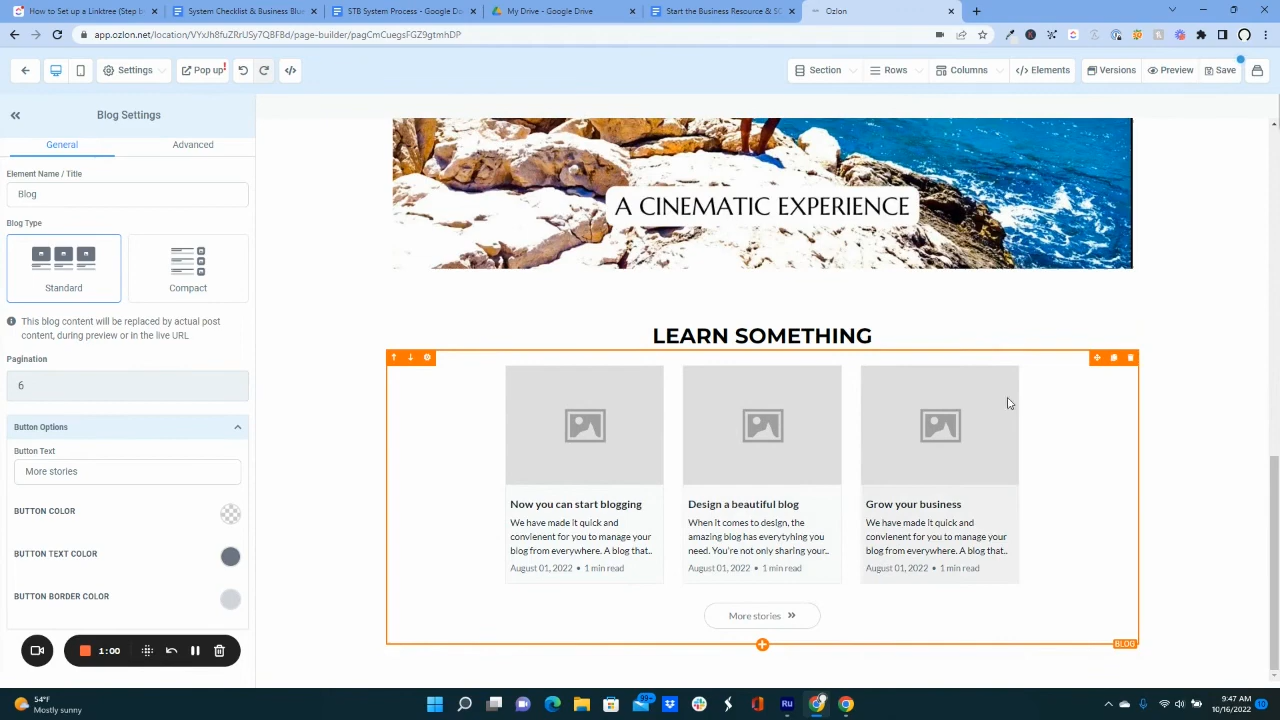 How to Set up a Linktree &
System Checklist & Business Blue
STB System Process - Google Do
My Drive - Google Drive
Start the Business Resource & SC
Ozlon
app.ozlon.net/location/VYxJh8fuZRrUSy7QBF8d/page-builder/pagCmCuegsFGZ9gtmhDP
Settings
Pop up
Section
Rows
Columns
</> Elements
Versions
Preview
Save
Blog Settings
General
Advanced
Element Name / Title
Blog
Blog Type
Standard
Compact
This blog content will be replaced by actual post
content, during preview or in the live URL
Pagination
6
Button Options
Button Text
More stories
BUTTON COLOR
BUTTON TEXT COLOR
BUTTON BORDER COLOR
1:00
A CINEMATIC EXPERIENCE
LEARN SOMETHING
Now you can start blogging
We have made it quick and
convienent for you to manage your
blog from everywhere. A blog that..
August 01, 2022 • 1 min read
Design a beautiful blog
When it comes to design, the
amazing blog has everytyhing you
need. You're not only sharing your..
August 01, 2022 • 1 min read
Grow your business
We have made it quick and
convienent for you to manage your
blog from everywhere. A blog that..
August 01, 2022 • 1 min read
More stories
BLOG
54°F
Mostly sunny
99+
Ru
9:47 AM
10/16/2022